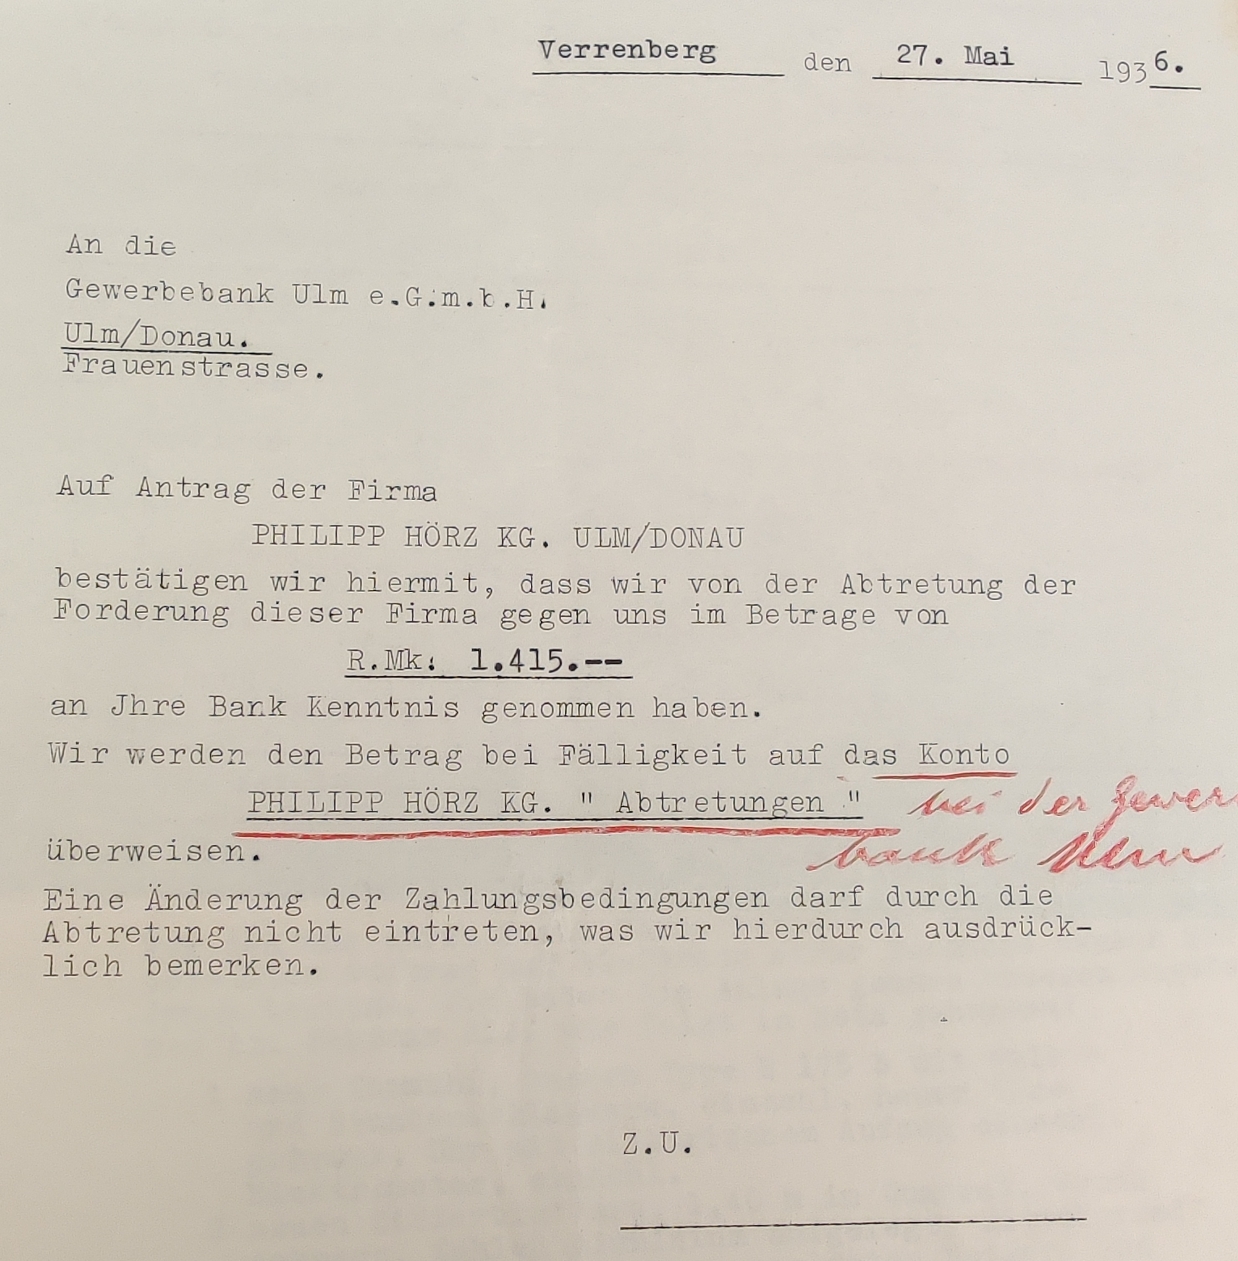 Verrenberg den 27. Mai 1936.
An die
Gewerbebank Ulm e.G.m.b.H.
Ulm/Donau.
Frauenstrasse.
Auf Antrag der Firma
PHILIPP HÖRZ KG. ULM/DONAU
bestätigen wir hiermit, dass wir von der Abtretung der
Forderung dieser Firma gegen uns im Betrage von
R.Mk. 1.415.--
an Jhre Bank Kenntnis genommen haben.
Wir werden den Betrag bei Fälligkeit auf das Konto
PHILIPP HÖRZ KG. " Abtretungen " bei der Gewer
überweisen. bank Ulm
Eine Änderung der Zahlungsbedingungen darf durch die
Abtretung nicht eintreten, was wir hierdurch ausdrück-
lich bemerken.
Z.U.